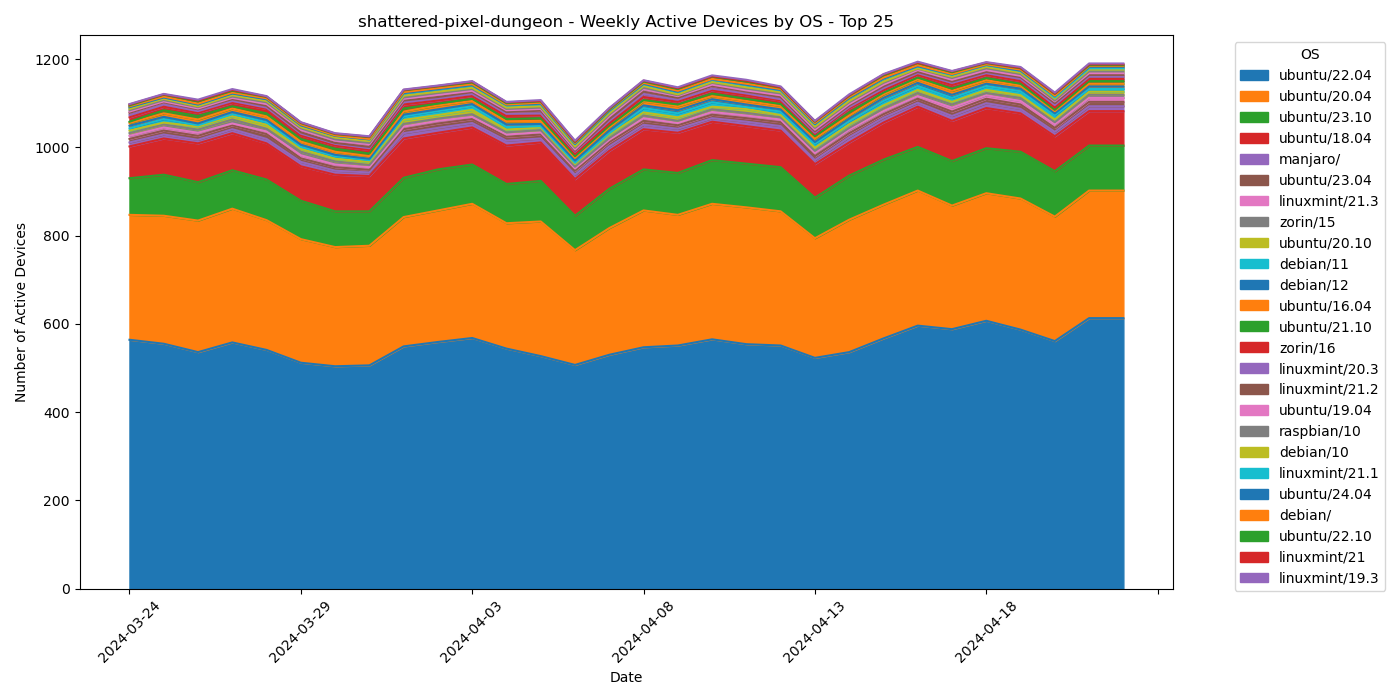 shattered-pixel-dungeon - Weekly Active Devices by OS - Top 25
Number of Active Devices
1200
1000
800
600
400
200
0
2024-03-24
2024-03-29
2024-04-03
2024-04-08
2024-04-13
2024-04-18
Date
OS
ubuntu/22.04
ubuntu/20.04
ubuntu/23.10
ubuntu/18.04
manjaro/
ubuntu/23.04
linuxmint/21.3
zorin/15
ubuntu/20.10
debian/11
debian/12
ubuntu/16.04
ubuntu/21.10
zorin/16
linuxmint/20.3
linuxmint/21.2
ubuntu/19.04
raspbian/10
debian/10
linuxmint/21.1
ubuntu/24.04
debian/
ubuntu/22.10
linuxmint/21
linuxmint/19.3